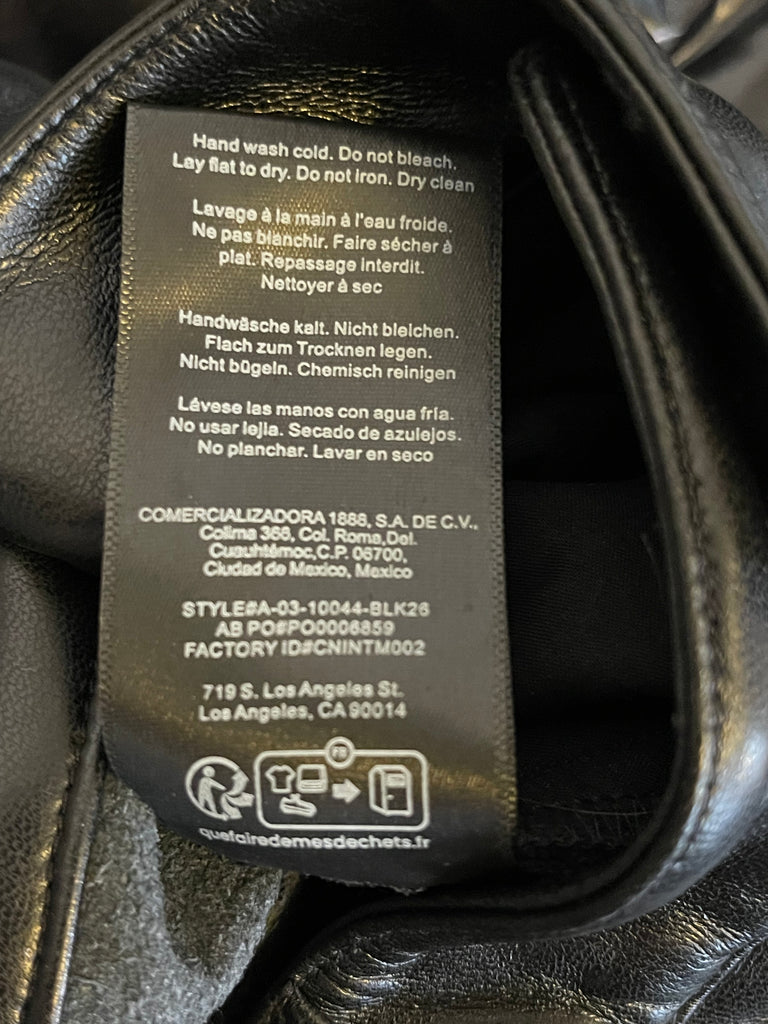 Hand wash cold. Do not bleach.
Lay flat to dry. Do not iron. Dry clean
Lavage à la main à l'eau froide.
Ne pas blanchir. Faire sécher à
plat. Repassage interdit.
Nettoyer à sec
Handwäsche kalt. Nicht bleichen.
Flach zum Trocknen legen.
Nicht bügeln. Chemisch reinigen
Lávese las manos con agua fría.
No usar lejía. Secado de azulejos.
No planchar. Lavar en seco
COMERCIALIZADORA 1888, S.A. DE C.V.,
Colima 366, Col. Roma,Del.
Cuauhtémoc,C.P. 06700,
Ciudad de Mexico, Mexico
STYLE#A-03-10044-BLK26
AB PO#PO0006859
FACTORY ID#CNINTM002
719 S. Los Angeles St.
Los Angeles, CA 90014
FR
quefairedemesdechets.fr